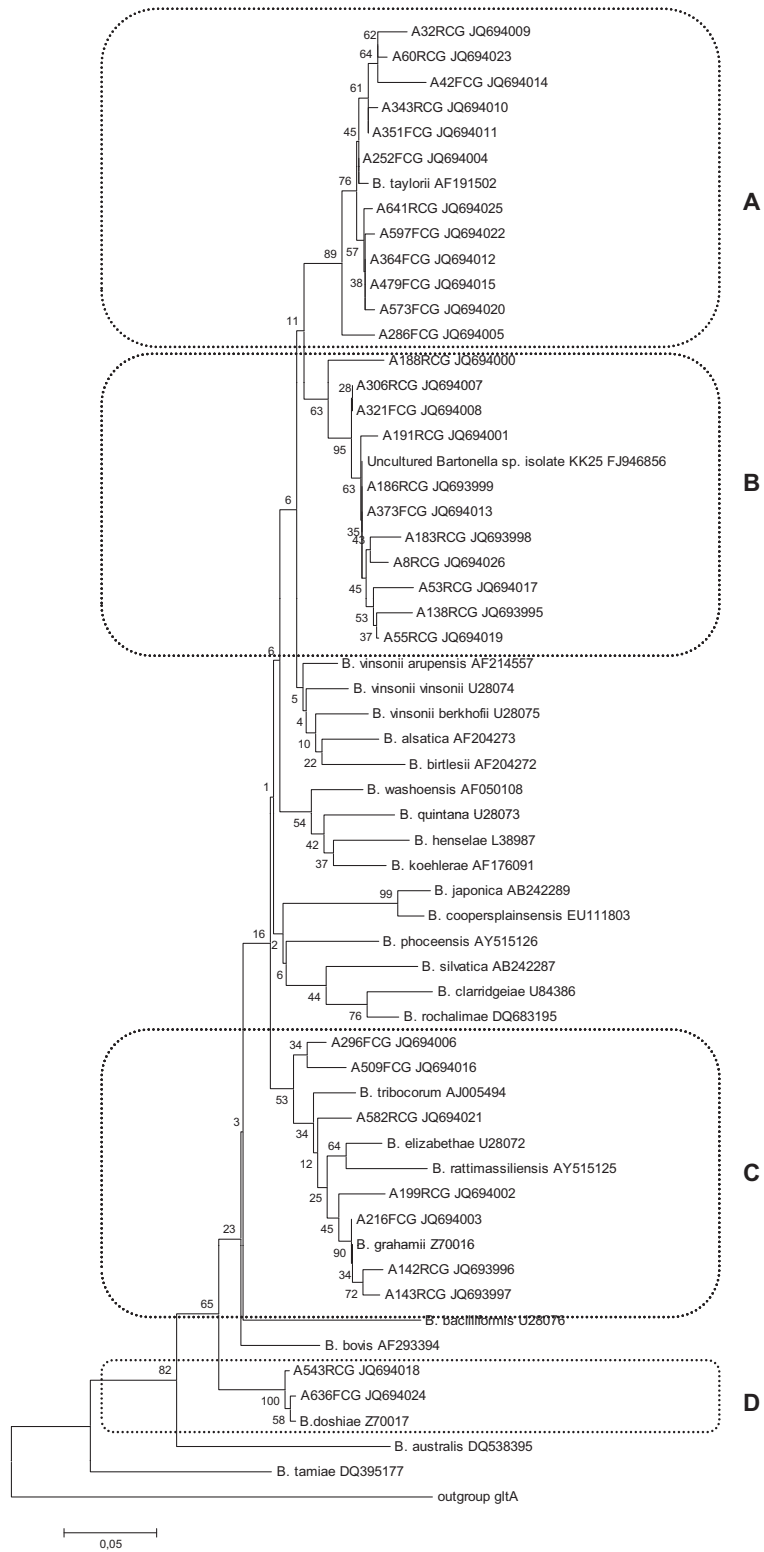 62
A32RCG JQ694009
64
A60RCG JQ694023
A42FCG JQ694014
61
A343RCG JQ694010
45
A351FCG JQ694011
A252FCG JQ694004
76
B. taylorii AF191502
A
A641RCG JQ694025
A597FCG JQ694022
89
57
A364FCG JQ694012
38
A479FCG JQ694015
A573FCG JQ694020
11
A286FCG JQ694005
A188RCG JQ694000
28
A306RCG JQ694007
63
A321FCG JQ694008
A191RCG JQ694001
95
Uncultured Bartonella sp. isolate KK25 FJ946856
B
63
A186RCG JQ693999
6
A373FCG JQ694013
35
43
A183RCG JQ693998
A8RCG JQ694026
45
A53RCG JQ694017
53
A138RCG JQ693995
37
A55RCG JQ694019
6
B. vinsonii arupensis AF214557
5
B. vinsonii vinsonii U28074
4
B. vinsonii berkhofii U28075
10
B. alsatica AF204273
22
B. birtlesii AF204272
1
B. washoensis AF050108
54
B. quintana U28073
42
B. henselae L38987
37
B. koehlerae AF176091
99
B. japonica AB242289
B. coopersplainsensis EU111803
16
2
B. phoceensis AY515126
6
B. silvatica AB242287
44
B. clarridgeiae U84386
76
B. rochalimae DQ683195
34
A296FCG JQ694006
A509FCG JQ694016
53
B. tribocorum AJ005494
3
34
A582RCG JQ694021
64
B. elizabethae U28072
12
B. rattimassiliensis AY515125
C
25
A199RCG JQ694002
45
A216FCG JQ694003
23
90
B. grahamii Z70016
34
A142RCG JQ693996
72
A143RCG JQ693997
65
B. bacilliformis U28076
B. bovis AF293394
82
A543RCG JQ694018
100
A636FCG JQ694024
D
58
B.doshiae Z70017
B. australis DQ538395
B. tamiae DQ395177
outgroup gltA
0,05